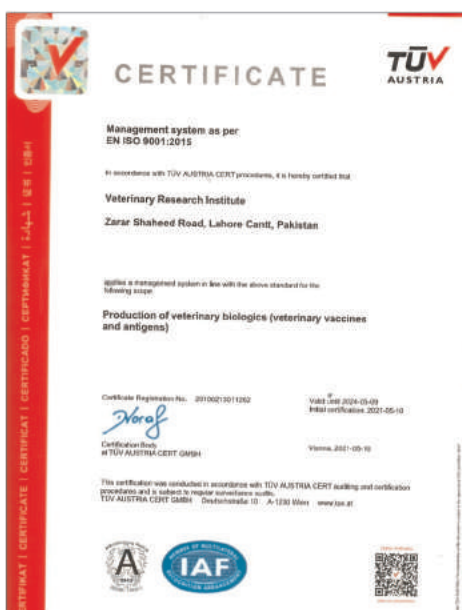 TÜV
AUSTRIA
CERTIFICATE
Management system as per
EN ISO 9001:2015
In accordance with TÜV AUSTRIA CERT procedures, it is hereby certified that
Veterinary Research Institute
Zarar Shaheed Road, Lahore Cantt, Pakistan
applies a management system in line with the above standard for the
following scope
Production of veterinary biologics (veterinary vaccines
and antigens)
Certificate Registration No. 20100213011262
Valid until 2024-05-09
Initial certification: 2021-05-10
Certification Body
at TÜV AUSTRIA CERT GMBH
Vienna, 2021-05-10
This certification was conducted in accordance with TÜV AUSTRIA CERT auditing and certification
procedures and is subject to regular surveillance audits.
TÜV AUSTRIA CERT GMBH Deutschstraße 10 A-1230 Wien www.tuv.at
IAF
CERTIFICATE | CERTIFICAT | CERTIFICADO | СЕРТИФИКАТ